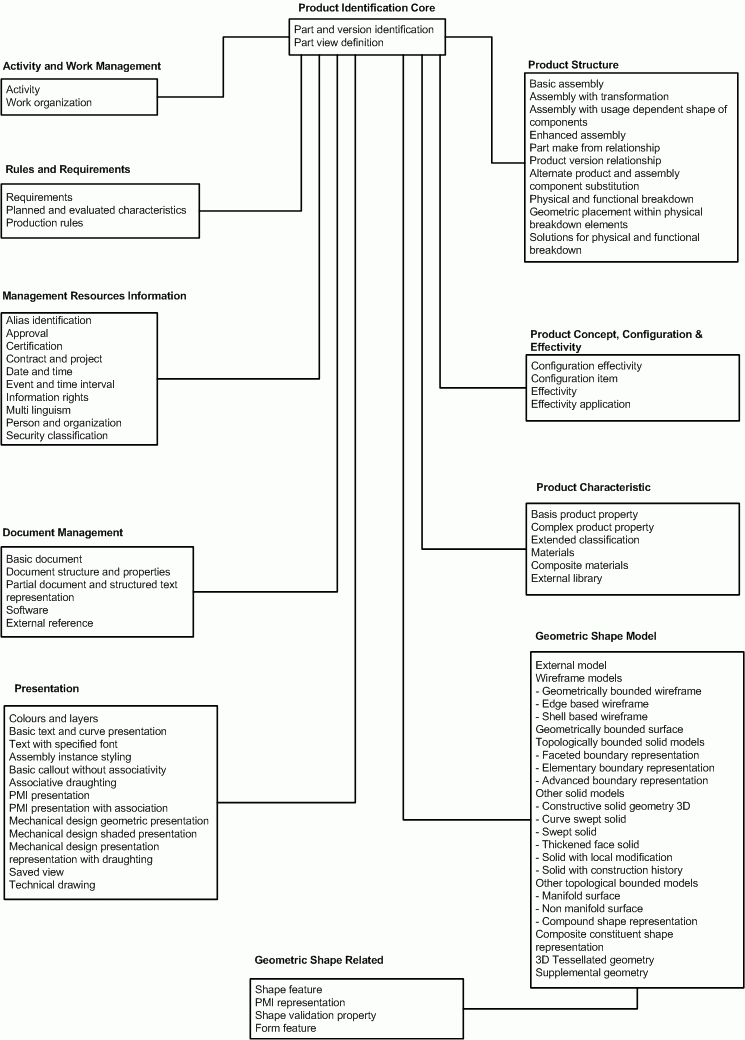 Product Identification Core
Part and version identification
Part view definition
Activity and Work Management
Activity
Work organization
Rules and Requirements
Requirements
Planned and evaluated characteristics
Production rules
Management Resources Information
Alias identification
Approval
Certification
Contract and project
Date and time
Event and time interval
Information rights
Multi linguism
Person and organization
Security classification
Document Management
Basic document
Document structure and properties
Partial document and structured text
representation
Software
External reference
Presentation
Colours and layers
Basic text and curve presentation
Text with specified font
Assembly instance styling
Basic callout without associativity
Associative draughting
PMI presentation
PMI presentation with association
Mechanical design geometric presentation
Mechanical design shaded presentation
Mechanical design presentation
representation with draughting
Saved view
Technical drawing
Product Structure
Basic assembly
Assembly with transformation
Assembly with usage dependent shape of
components
Enhanced assembly
Part make from relationship
Product version relationship
Alternate product and assembly
component substitution
Physical and functional breakdown
Geometric placement within physical
breakdown elements
Solutions for physical and functional
breakdown
Product Concept, Configuration &
Effectivity
Configuration effectivity
Configuration item
Effectivity
Effectivity application
Product Characteristic
Basis product property
Complex product property
Extended classification
Materials
Composite materials
External library
Geometric Shape Model
External model
Wireframe models
- Geometrically bounded wireframe
- Edge based wireframe
- Shell based wireframe
Geometrically bounded surface
Topologically bounded solid models
- Faceted boundary representation
- Elementary boundary representation
- Advanced boundary representation
Other solid models
- Constructive solid geometry 3D
- Curve swept solid
- Swept solid
- Thickened face solid
- Solid with local modification
- Solid with construction history
Other topological bounded models
- Manifold surface
- Non manifold surface
- Compound shape representation
Composite constituent shape
representation
3D Tessellated geometry
Supplemental geometry
Geometric Shape Related
Shape feature
PMI representation
Shape validation property
Form feature